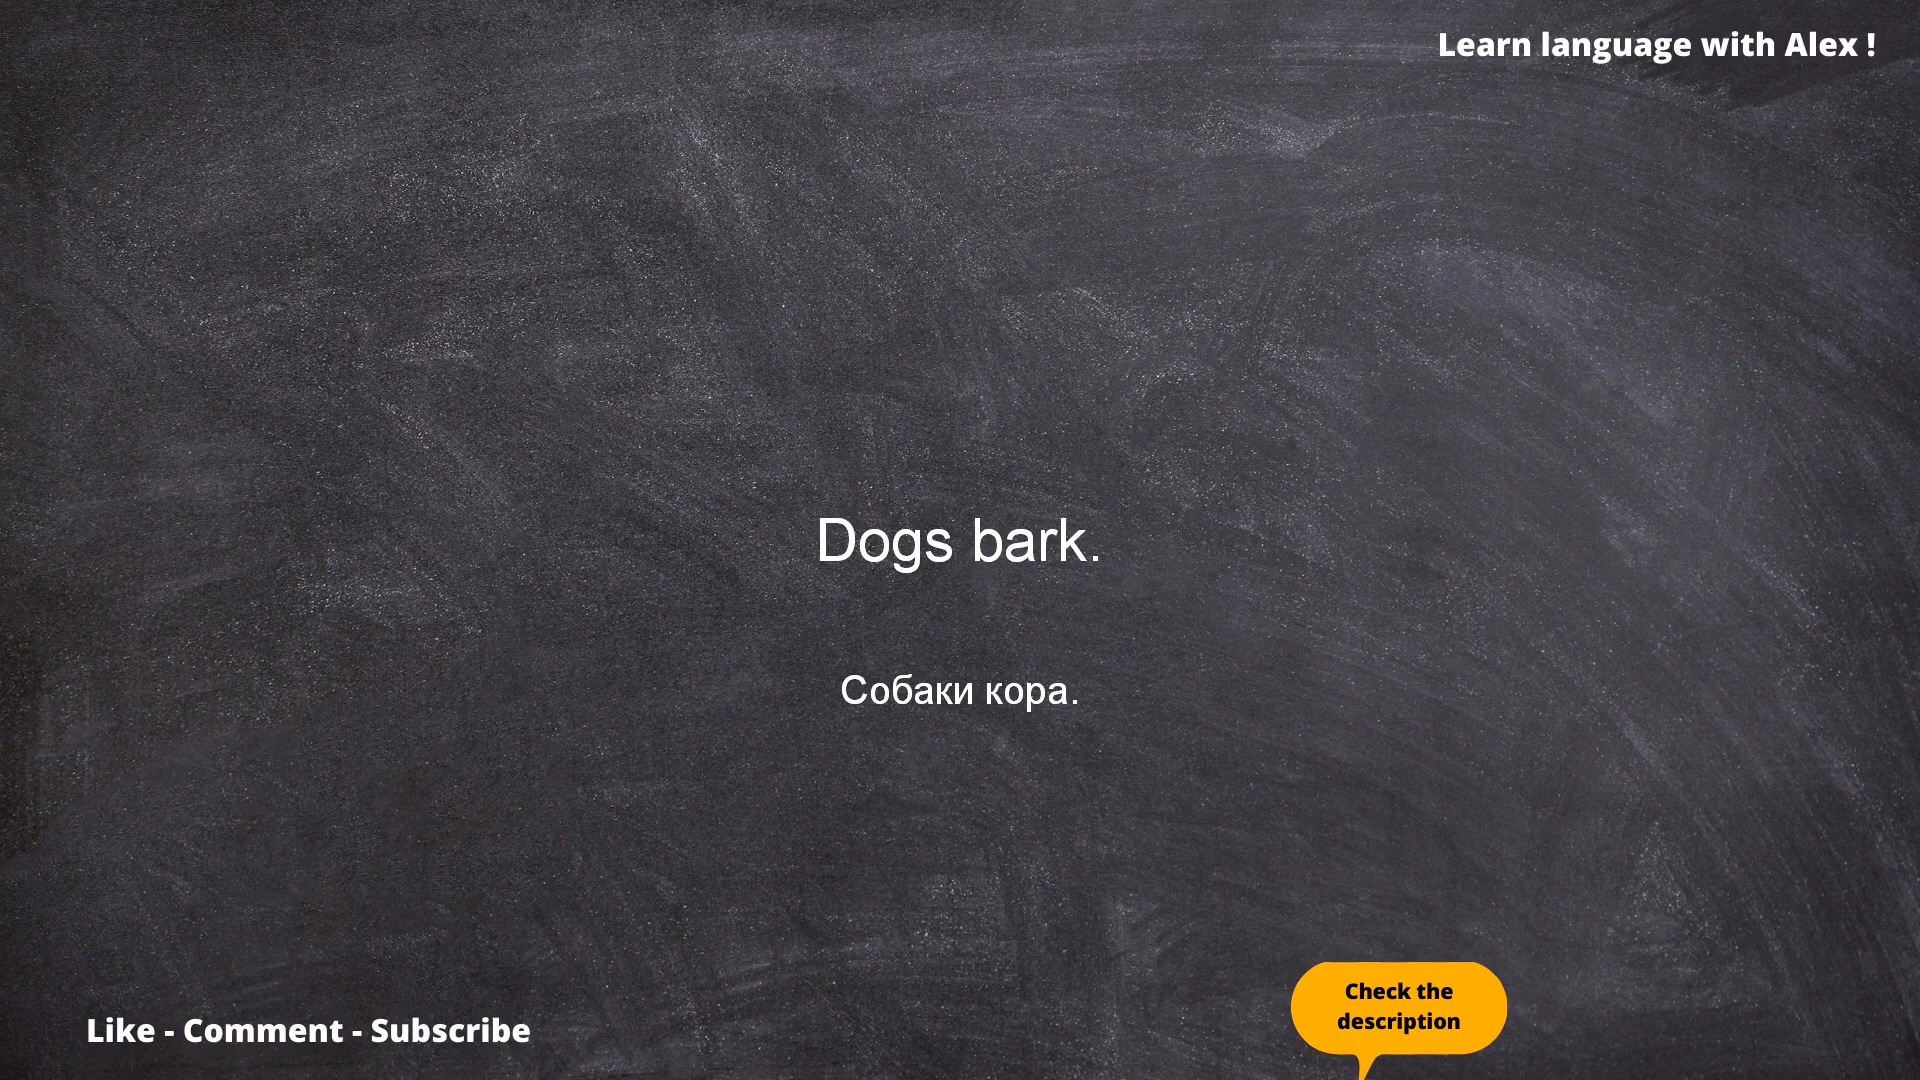 Learn language with Alex !
Dogs bark.
Собаки кора.
Check the
description
Like - Comment - Subscribe